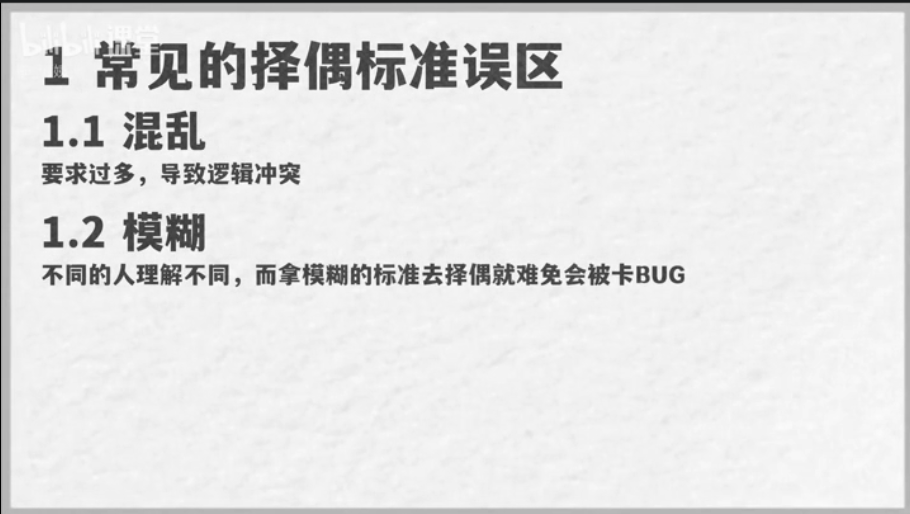 bilibili课堂
1 常见的择偶标准误区
1.1 混乱
要求过多，导致逻辑冲突
1.2 模糊
不同的人理解不同，而拿模糊的标准去择偶就难免会被卡BUG